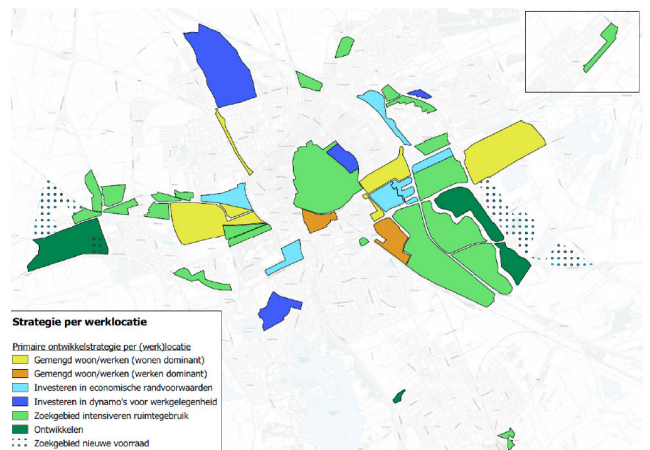 Strategie per werklocatie
Primaire ontwikkelstrategie per (werk)locatie
Gemengd woon/werken (wonen dominant)
Gemengd woon/werken (werken dominant)
Investeren in economische randvoorwaarden
Investeren in dynamo's voor werkgelegenheid
Zoekgebied intensiveren ruimtegebruik
Ontwikkelen
Zoekgebied nieuwe voorraad